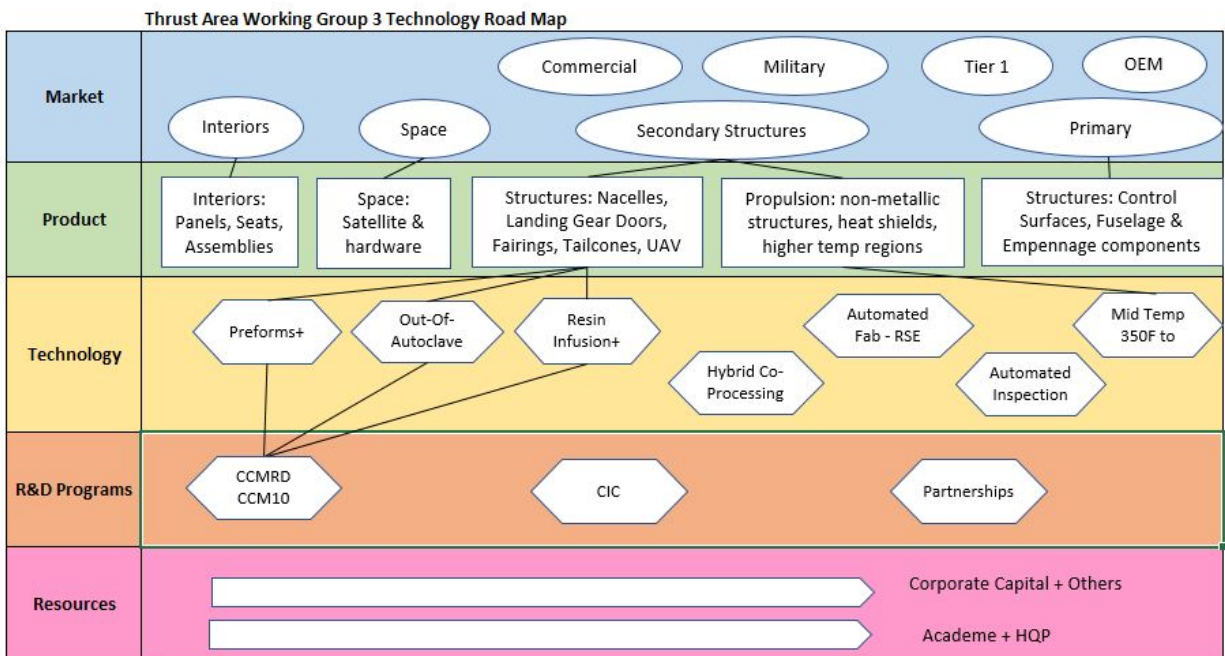 Thrust Area Working Group 3 Technology Road Map
Market
Commercial
Military
Tier 1
OEM
Interiors
Space
Secondary Structures
Primary
Product
Interiors:
Panels, Seats,
Assemblies
Space:
Satellite &
hardware
Structures: Nacelles,
Landing Gear Doors,
Fairings, Tailcones, UAV
Propulsion: non-metallic
structures, heat shields,
higher temp regions
Structures: Control
Surfaces, Fuselage &
Empennage components
Technology
Preforms+
Out-Of-
Autoclave
Resin
Infusion+
Automated
Fab - RSE
Mid Temp
350F to
Hybrid Co-
Processing
Automated
Inspection
R&D Programs
CCMRD
CCM10
CIC
Partnerships
Resources
Corporate Capital + Others
Academe + HQP